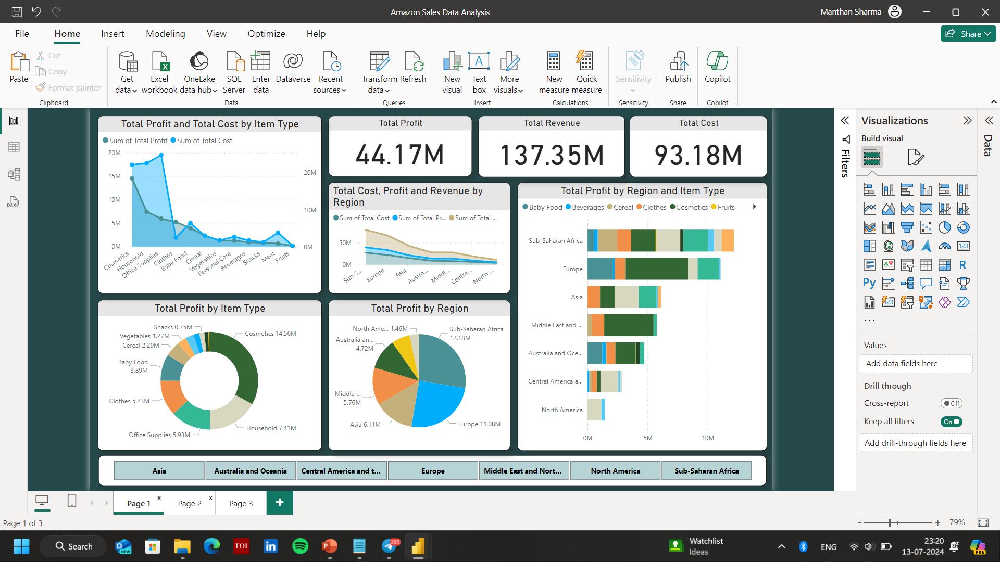 Amazon Sales Data Analysis
Manthan Sharma
File Home Insert Modeling View Optimize Help
Share
Paste
Cut
Copy
Format painter
Clipboard
Get data
Excel workbook
OneLake data hub
SQL Server
Enter data
Dataverse
Recent sources
Data
Transform data
Refresh
Queries
New visual
Text box
More visuals
Insert
New measure
Quick measure
Calculations
Sensitivity
Sensitivity
Publish
Share
Copilot
Copilot
Total Profit and Total Cost by Item Type
Sum of Total Profit Sum of Total Cost
20M
15M
10M
5M
0M
20M
10M
0M
Cosmetics
Household
Office Supplies
Clothes
Baby Food
Cereal
Vegetables
Personal Care
Beverages
Snacks
Meat
Fruits
Total Profit
44.17M
Total Revenue
137.35M
Total Cost
93.18M
Total Cost, Profit and Revenue by
Region
Sum of Total Cost Sum of Total Pr... Sum of Total ...
50M
0M
Sub-S...
Europe
Asia
Austra...
Middl...
Centra...
North ...
Total Profit by Region and Item Type
Baby Food Beverages Cereal Clothes Cosmetics Fruits
Sub-Saharan Africa
Europe
Asia
Middle East and ...
Australia and Oce...
Central America a...
North America
0M 5M 10M
Total Profit by Item Type
Snacks 0.75M
Vegetables 1.27M
Cereal 2.29M
Baby Food
3.89M
Clothes 5.23M
Office Supplies 5.93M
Cosmetics 14.56M
Household 7.41M
Total Profit by Region
North Ame... 1.46M
Australia an...
4.72M
Middle ...
5.76M
Asia 6.11M
Sub-Saharan Africa
12.18M
Europe 11.08M
Asia
Australia and Oceania
Central America and t...
Europe
Middle East and Nort...
North America
Sub-Saharan Africa
Filters
Visualizations
Build visual
123
R
Py
123
...
Values
Add data fields here
Drill through
Cross-report
Off
Keep all filters
On
Add drill-through fields here
Data
DAX
Page 1 x
Page 2 x
Page 3
+
Page 1 of 3
- + 79%
Search
NEW
TOI
in
P
285
Watchlist
Ideas
ENG
23:20
13-07-2024
PRE